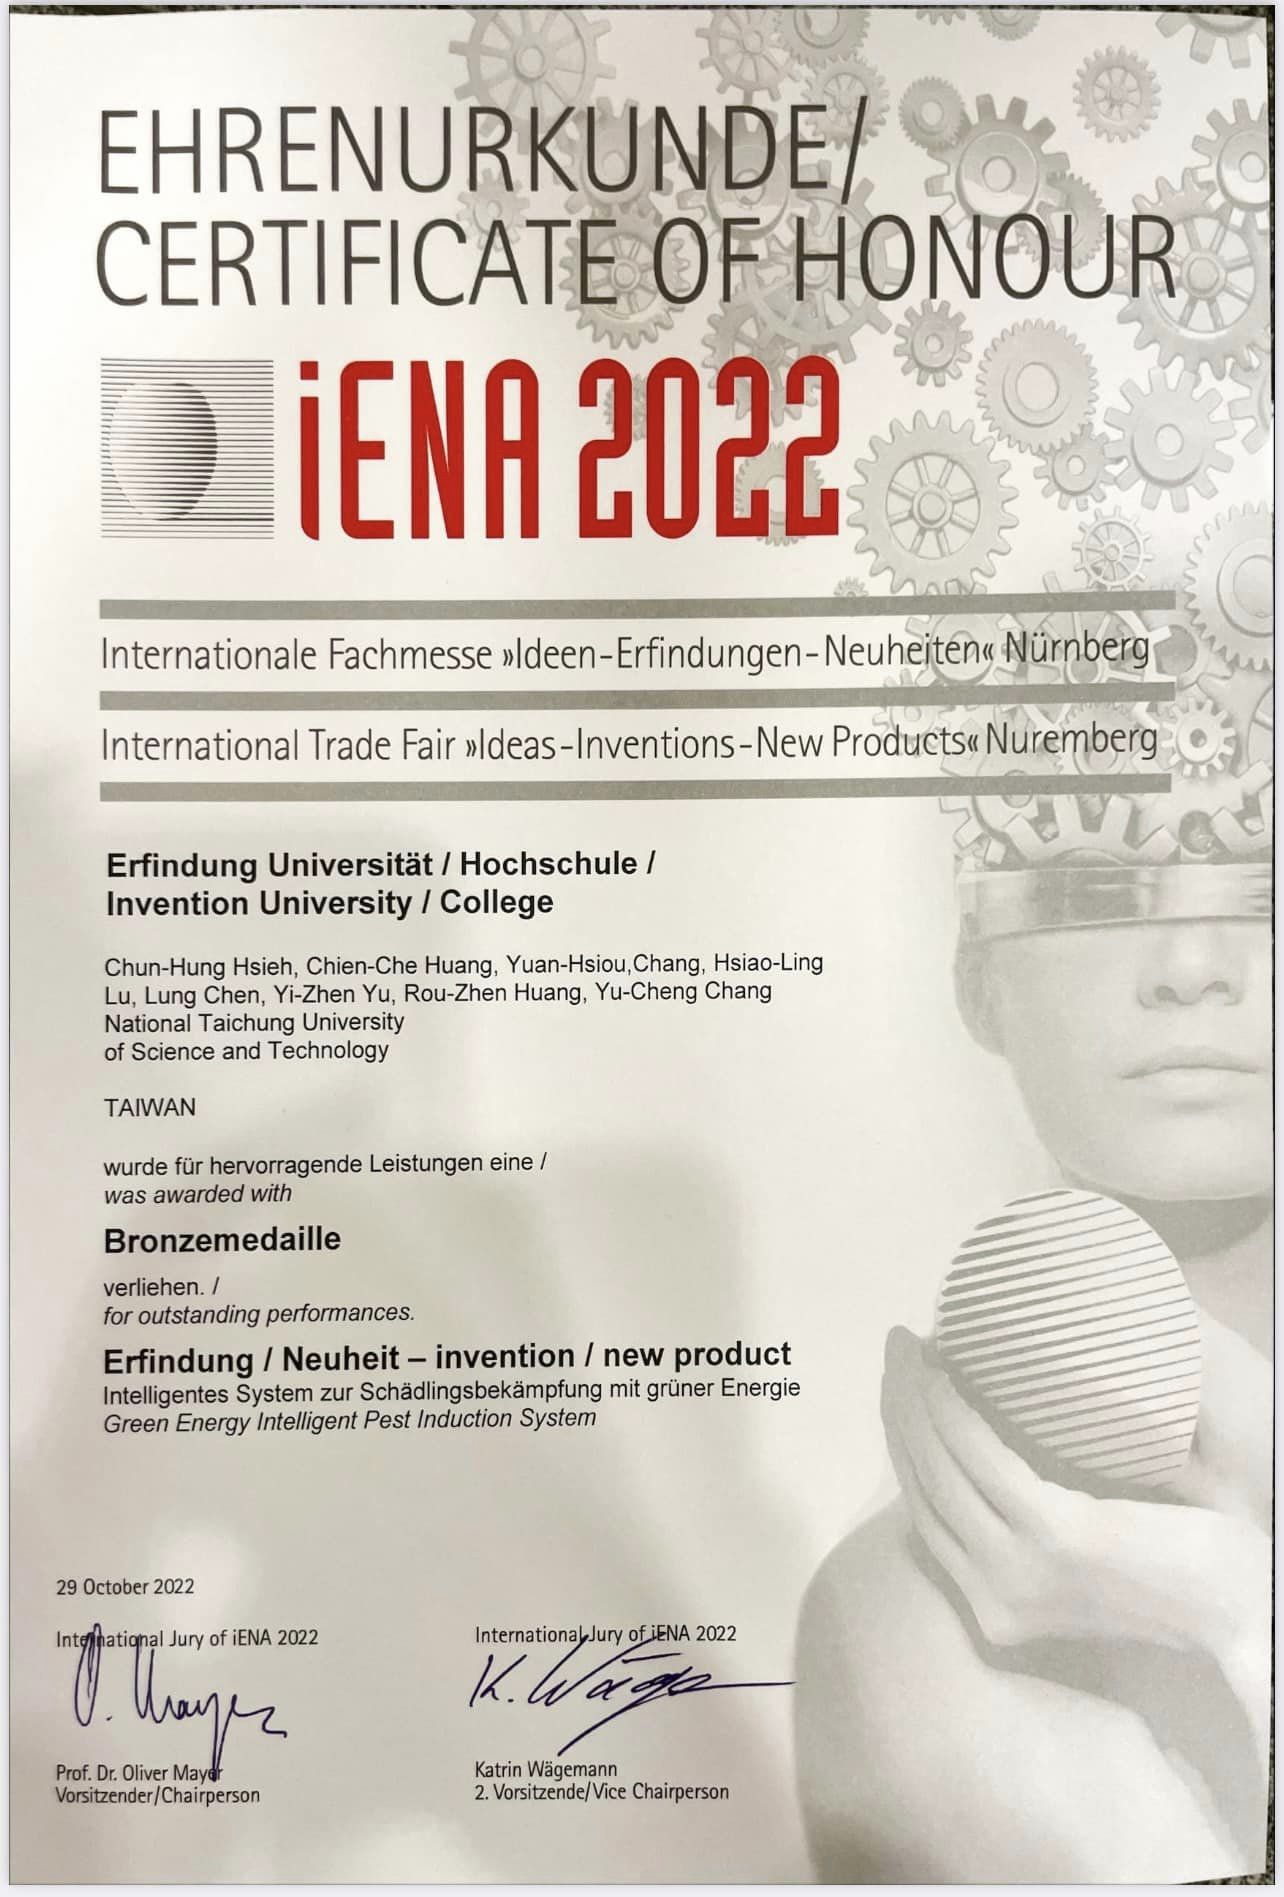 EHRENURKUNDE/
CERTIFICATE OF HONOUR
iENA 2022
Internationale Fachmesse »Ideen-Erfindungen-Neuheiten« Nürnberg
International Trade Fair »Ideas-Inventions-New Products« Nuremberg
Erfindung Universität / Hochschule /
Invention University / College
Chun-Hung Hsieh, Chien-Che Huang, Yuan-Hsiou,Chang, Hsiao-Ling
Lu, Lung Chen, Yi-Zhen Yu, Rou-Zhen Huang, Yu-Cheng Chang
National Taichung University
of Science and Technology
TAIWAN
wurde für hervorragende Leistungen eine /
was awarded with
Bronzemedaille
verliehen. /
for outstanding performances.
Erfindung / Neuheit – invention / new product
Intelligentes System zur Schädlingsbekämpfung mit grüner Energie
Green Energy Intelligent Pest Induction System
29 October 2022
International Jury of iENA 2022
O. Mayer
Prof. Dr. Oliver Mayer
Vorsitzender/Chairperson
International Jury of iENA 2022
K. Wägem
Katrin Wägemann
2. Vorsitzende/Vice Chairperson